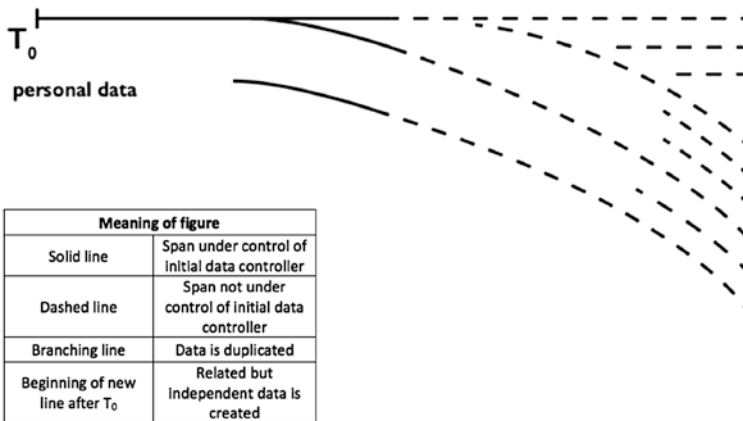 T0
personal data
Meaning of figure
Solid line
Span under control of
initial data controller
Dashed line
Span not under
control of initial data
controller
Branching line
Data is duplicated
Beginning of new
line after T0
Related but
independent data is
created